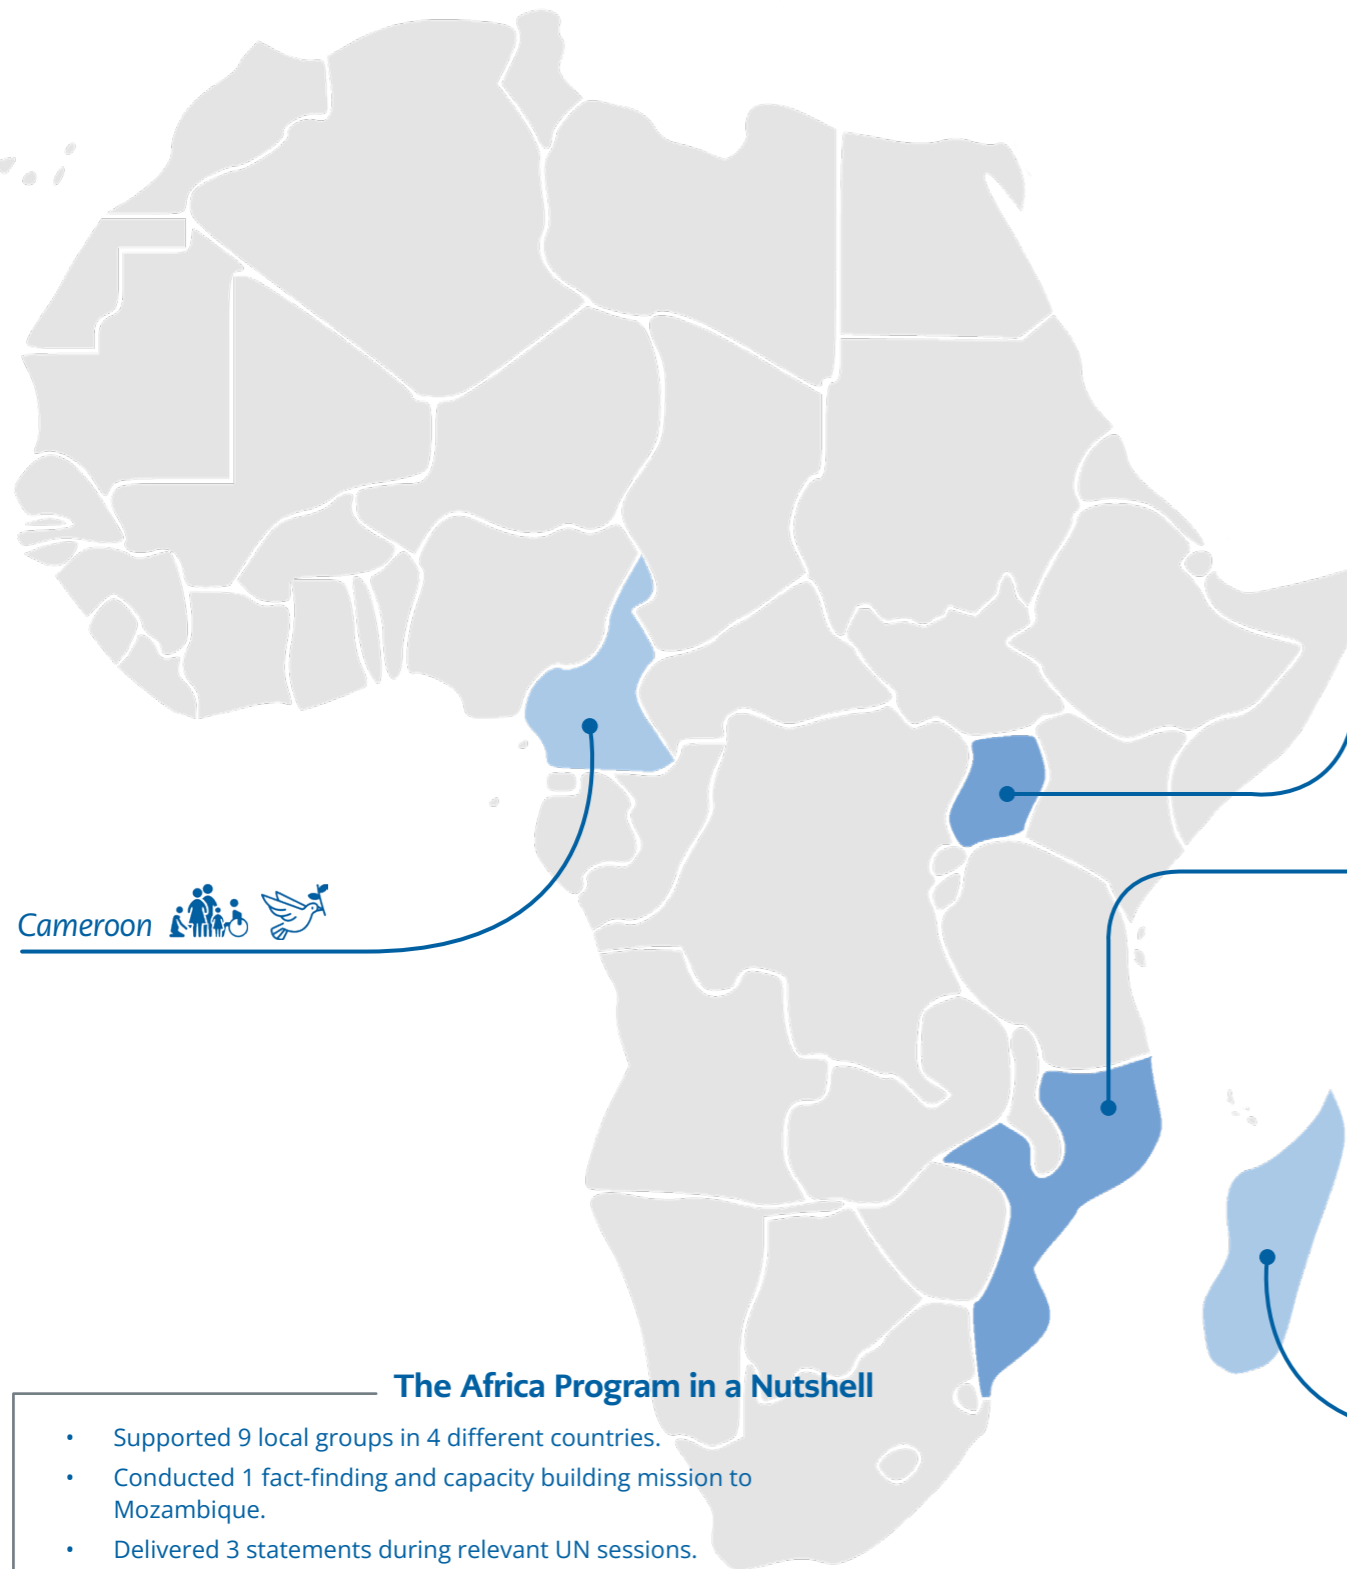 Cameroon
The Africa Program in a Nutshell
• Supported 9 local groups in 4 different countries.
• Conducted 1 fact-finding and capacity building mission to
Mozambique.
• Delivered 3 statements during relevant UN sessions.